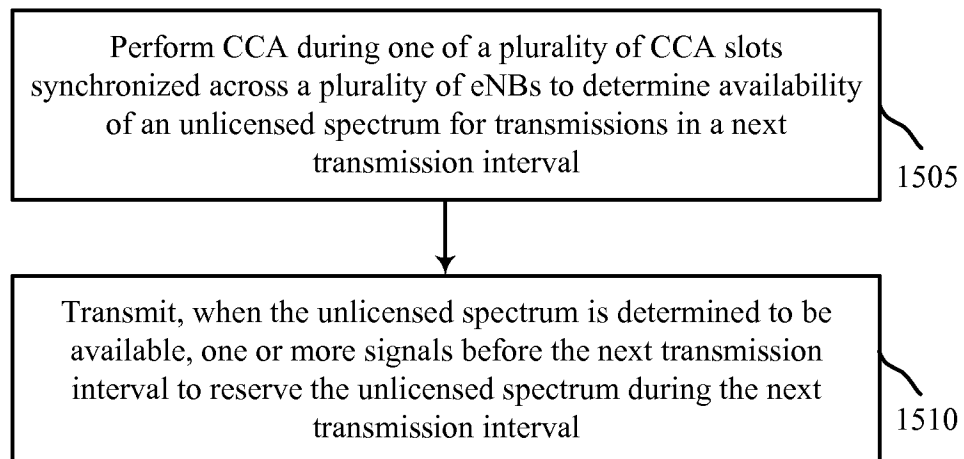 Perform CCA during one of a plurality of CCA slots
synchronized across a plurality of eNBs to determine availability
of an unlicensed spectrum for transmissions in a next
transmission interval
1505
Transmit, when the unlicensed spectrum is determined to be
available, one or more signals before the next transmission
interval to reserve the unlicensed spectrum during the next
transmission interval
1510